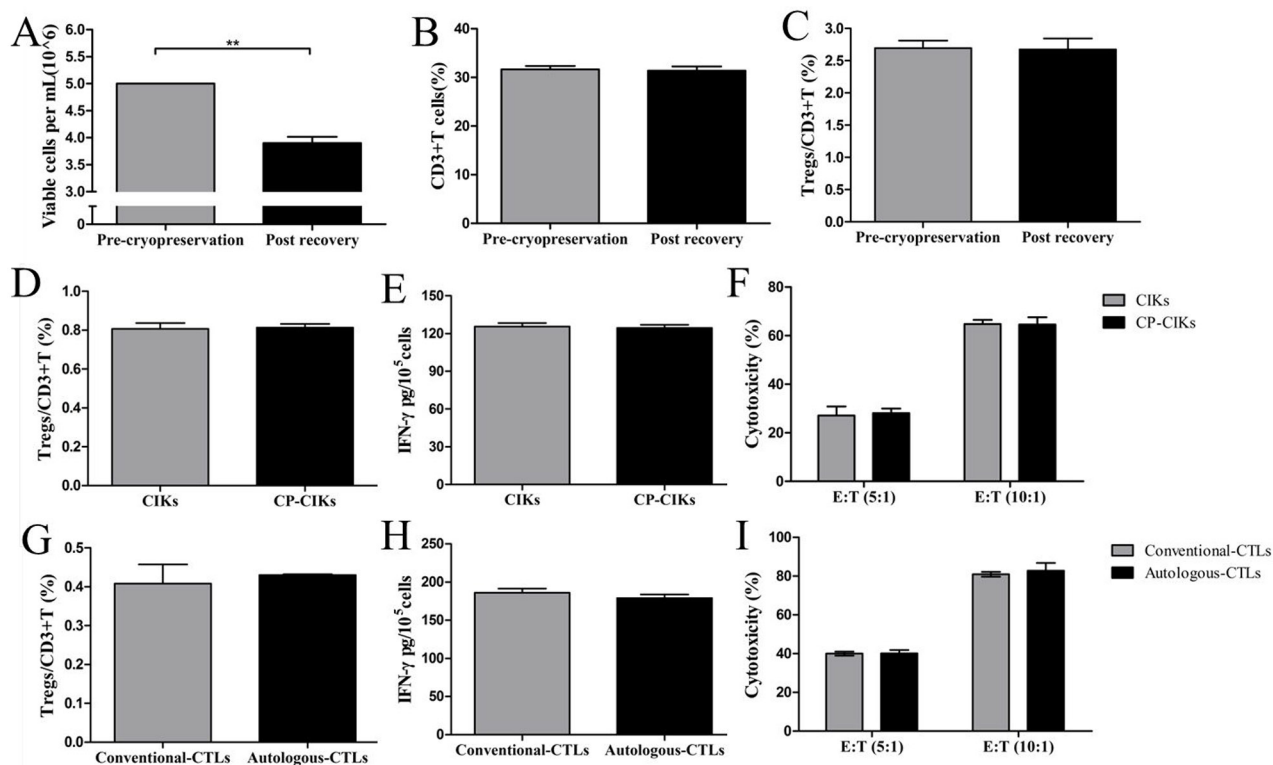 A
Viable cells per mL(10^6)
6.0
5.5
5.0
4.5
4.0
3.5
3.0
0
**
Pre-cryopreservation
Post recovery
B
CD3+T cells(%)
40
30
20
10
0
Pre-cryopreservation
Post recovery
C
Tregs/CD3+T (%)
3.0
2.5
2.0
1.5
1.0
0.5
0.0
Pre-cryopreservation
Post recovery
D
Tregs/CD3+T (%)
1.0
0.8
0.6
0.4
0.2
0.0
CIKs
CP-CIKs
E
IFN-γ pg/10⁵cells
150
120
90
60
30
0
CIKs
CP-CIKs
F
Cytotoxicity (%)
80
60
40
20
0
E:T (5:1)
E:T (10:1)
CIKs
CP-CIKs
G
Tregs/CD3+T (%)
0.5
0.4
0.3
0.2
0.1
0.0
Conventional-CTLs
Autologous-CTLs
H
IFN-γ pg/10⁵cells
250
200
150
100
50
0
Conventional-CTLs
Autologous-CTLs
I
Cytotoxicity (%)
100
80
60
40
20
0
E:T (5:1)
E:T (10:1)
Conventional-CTLs
Autologous-CTLs